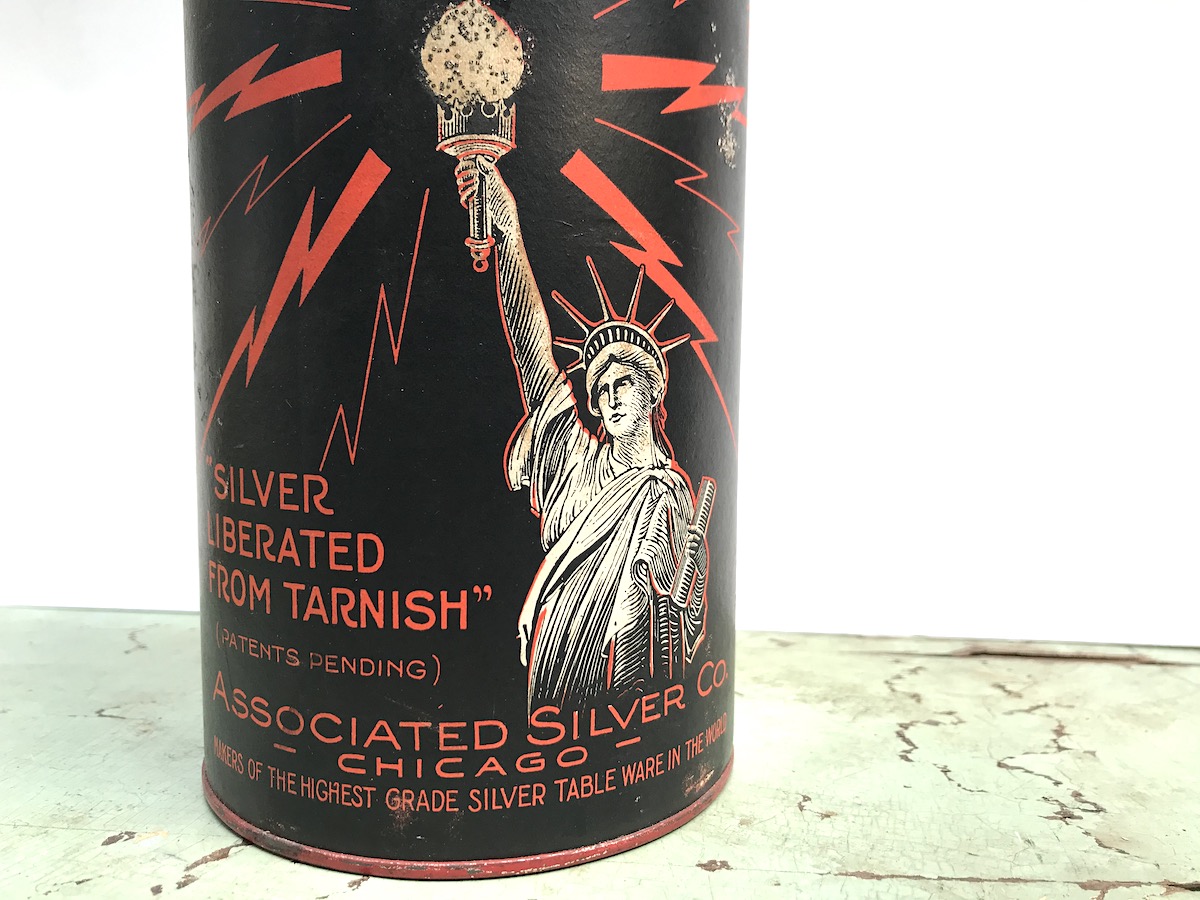 "SILVER
LIBERATED
FROM TARNISH"
(PATENTS PENDING)
ASSOCIATED SILVER CO.
CHICAGO
MAKERS OF THE HIGHEST GRADE SILVER TABLE WARE IN THE WORLD